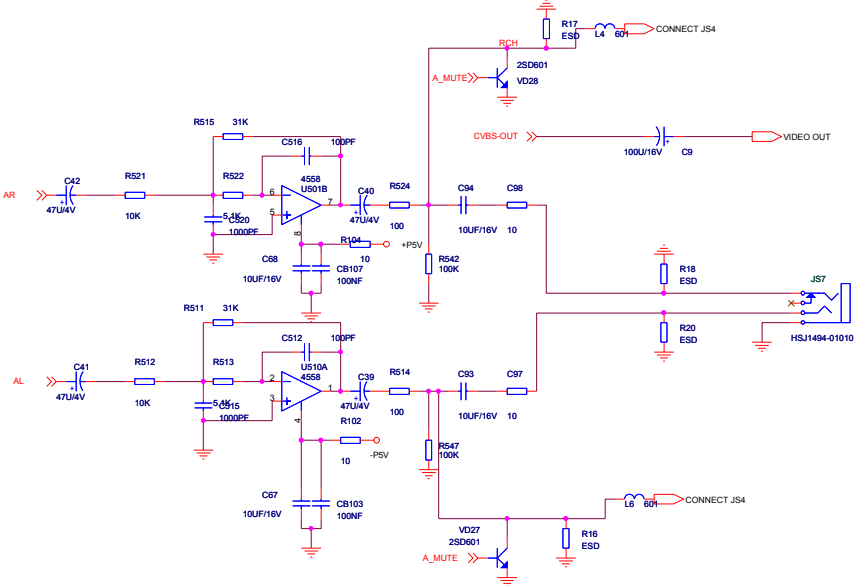 R17
ESD
L4 601
CONNECT JS4
RCH
2SD601
A_MUTE
VD28
R515 31K
CVBS-OUT
VIDEO OUT
100U/16V C9
C516 100PF
C42
R521
R522
4558
U501B
C40
R524
C94
C98
AR
6
7
5
47U/4V
10K
5.1K
C520
1000PF
47U/4V
100
10UF/16V
10
8
R104
+P5V
10
C68
10UF/16V
CB107
100NF
R542
100K
R18
ESD
JS7
R511 31K
R20
ESD
HSJ1494-01010
C512 100PF
C41
R512
R513
U510A
4558
C39
R514
C93
C97
AL
2
1
3
47U/4V
10K
5.1K
C515
1000PF
47U/4V
100
10UF/16V
10
4
R102
-P5V
10
R547
100K
C67
10UF/16V
CB103
100NF
L6 601
CONNECT JS4
VD27
2SD601
R16
ESD
A_MUTE